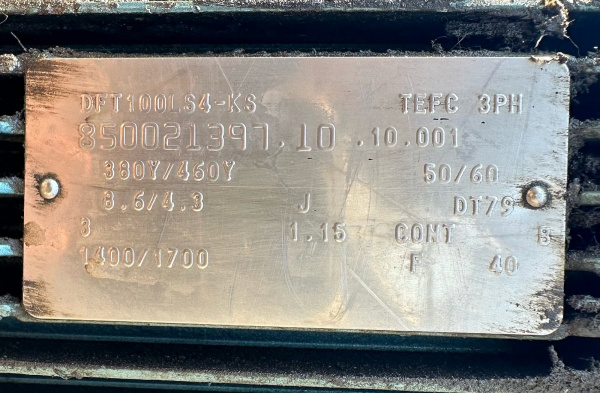 DFT100LS4-KS TEFC 3PH
850021397.10 .10.001
380Y/460Y 50/60
8.6/4.3 J DT79
3 1.15 CONT B
1400/1700 F 40